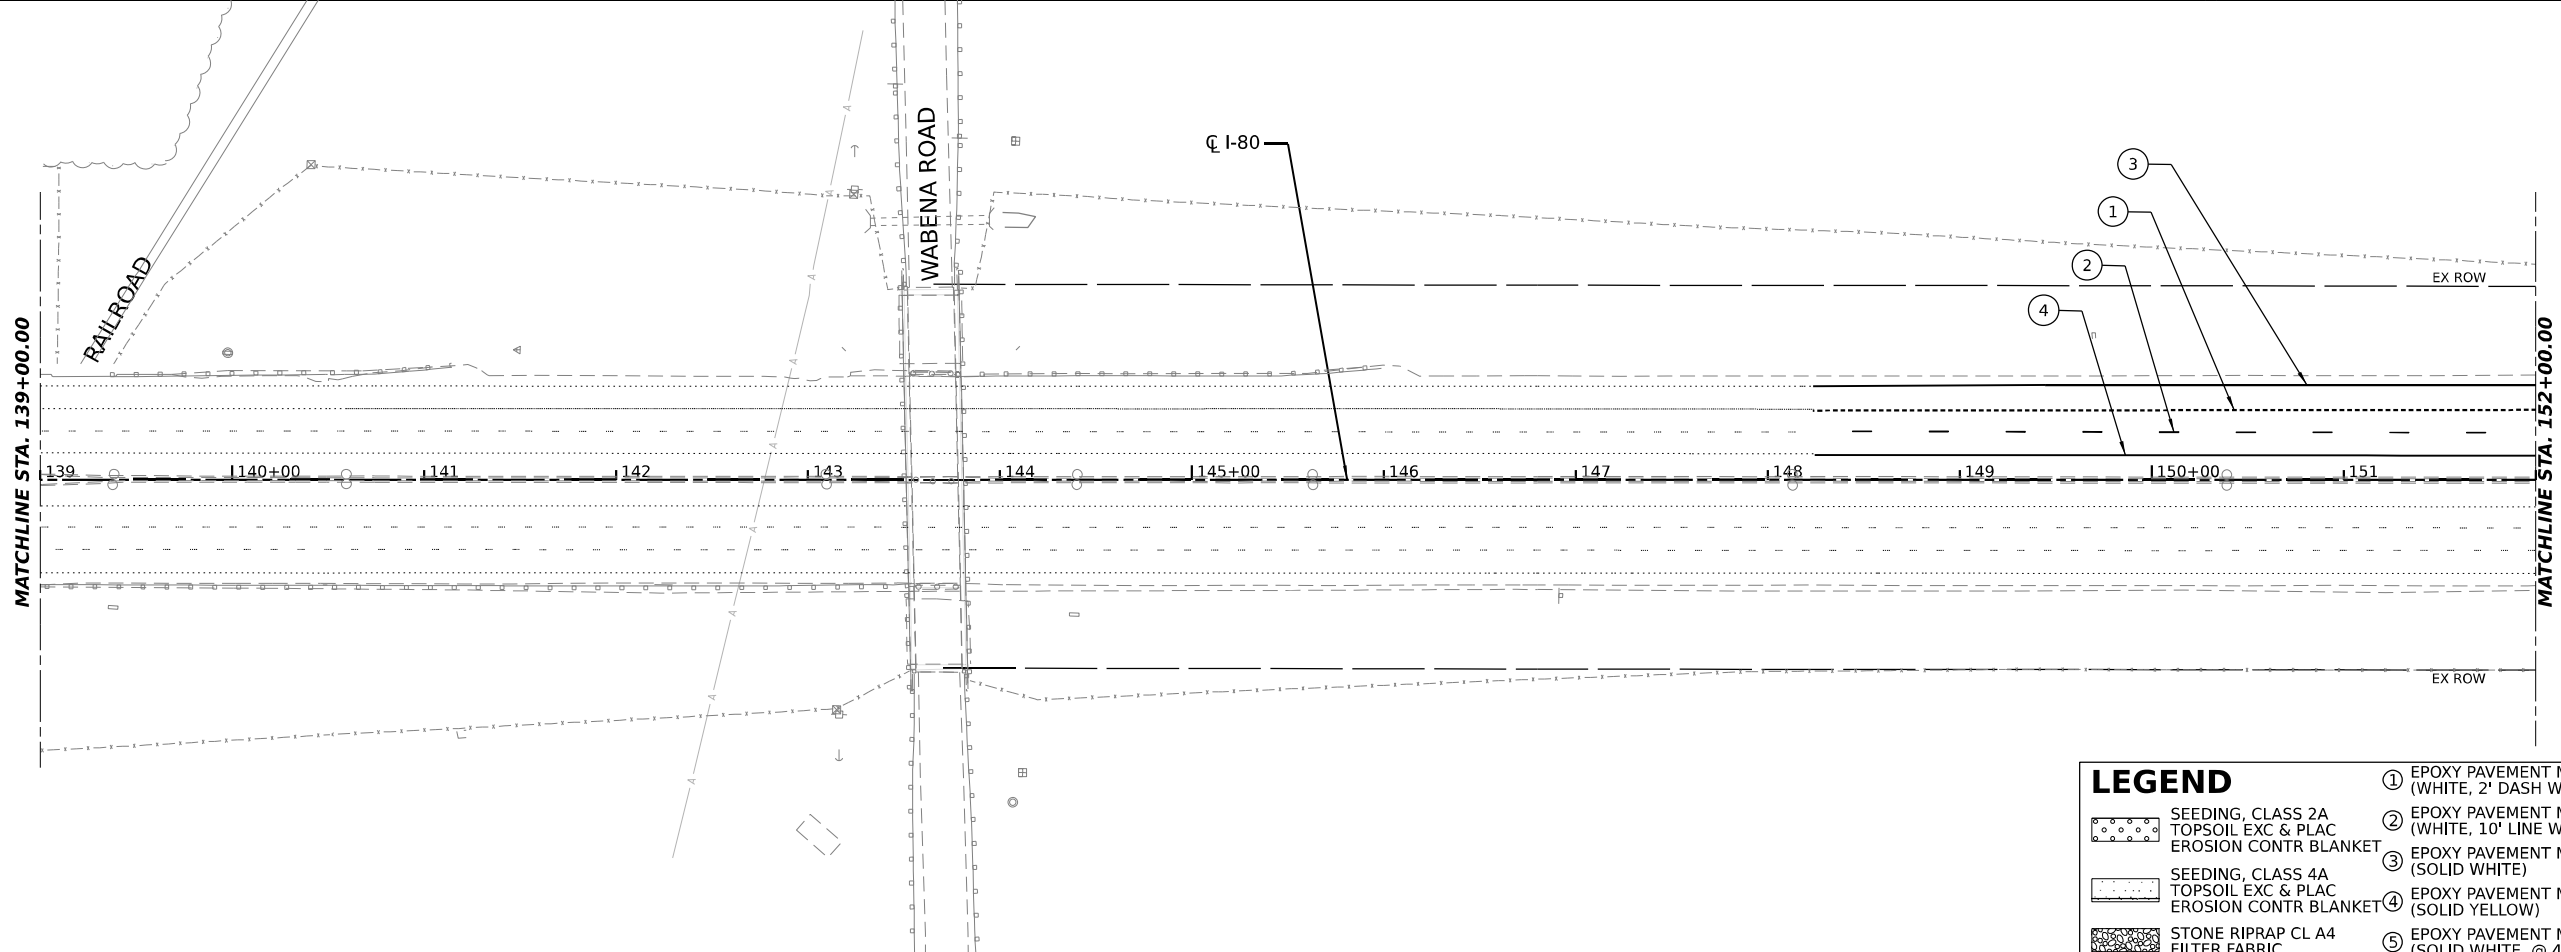 RAILROAD
WABENA ROAD
℄ I-80
3
1
2
4
EX ROW
MATCHLINE STA. 139+00.00
139
140+00
141
142
143
144
145+00
146
147
148
149
150+00
151
MATCHLINE STA. 152+00.00
EX ROW
A
A
A
A
A
A
A
A
A
A
LEGEND
SEEDING, CLASS 2A
TOPSOIL EXC & PLAC
EROSION CONTR BLANKET
SEEDING, CLASS 4A
TOPSOIL EXC & PLAC
EROSION CONTR BLANKET
STONE RIPRAP CL A4
FILTER FABRIC
1 EPOXY PAVEMENT
(WHITE, 2' DASH
2 EPOXY PAVEMENT
(WHITE, 10' LINE
3 EPOXY PAVEMENT
(SOLID WHITE)
4 EPOXY PAVEMENT
(SOLID YELLOW)
5 EPOXY PAVEMENT
(SOLID WHITE, @